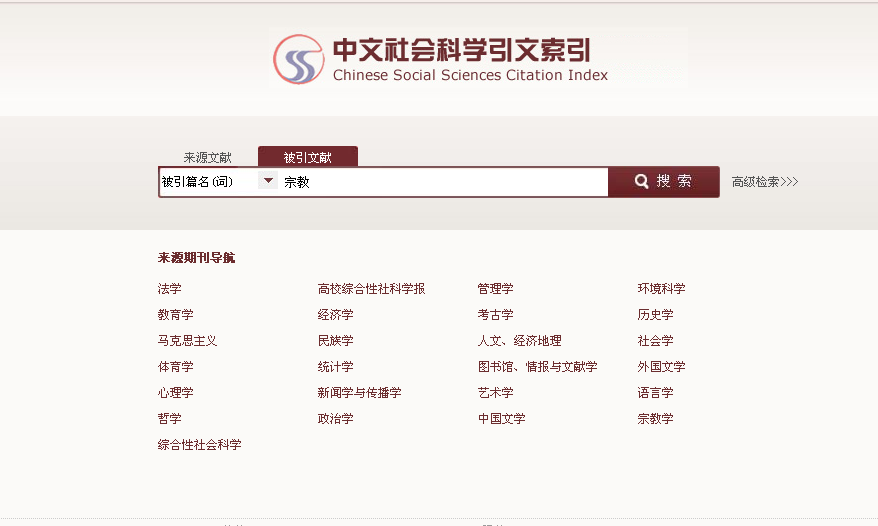 中文社会科学引文索引
Chinese Social Sciences Citation Index
来源文献 被引文献
被引篇名(词) 宗教 搜 索 高级检索>>>
来源期刊导航
法学 高校综合性社科学报 管理学 环境科学
教育学 经济学 考古学 历史学
马克思主义 民族学 人文、经济地理 社会学
体育学 统计学 图书馆、情报与文献学 外国文学
心理学 新闻学与传播学 艺术学 语言学
哲学 政治学 中国文学 宗教学
综合性社会科学